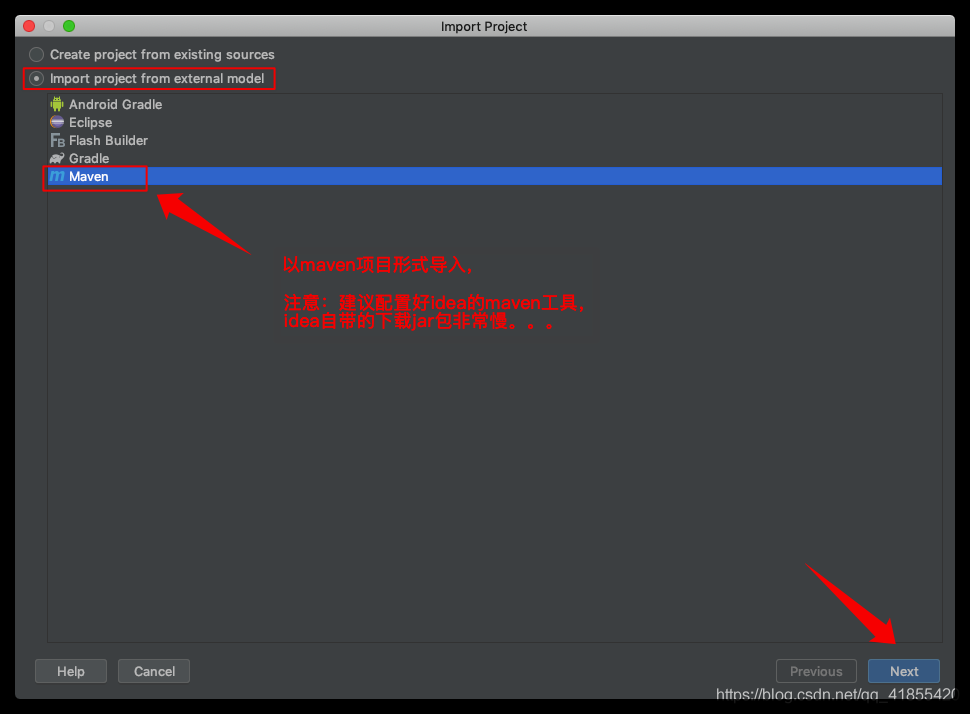 Import Project
Create project from existing sources
Import project from external model
Android Gradle
Eclipse
Flash Builder
Gradle
Maven
以maven项目形式导入，
注意：建议配置好idea的maven工具，
idea自带的下载jar包非常慢。。。
Help
Cancel
Previous
Next
https://blog.csdn.net/qq_41855420